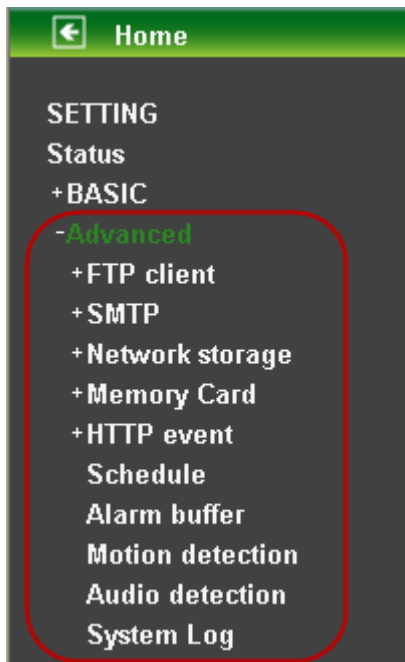 Home
SETTING
Status
+BASIC
-Advanced
+FTP client
+SMTP
+Network storage
+Memory Card
+HTTP event
Schedule
Alarm buffer
Motion detection
Audio detection
System Log